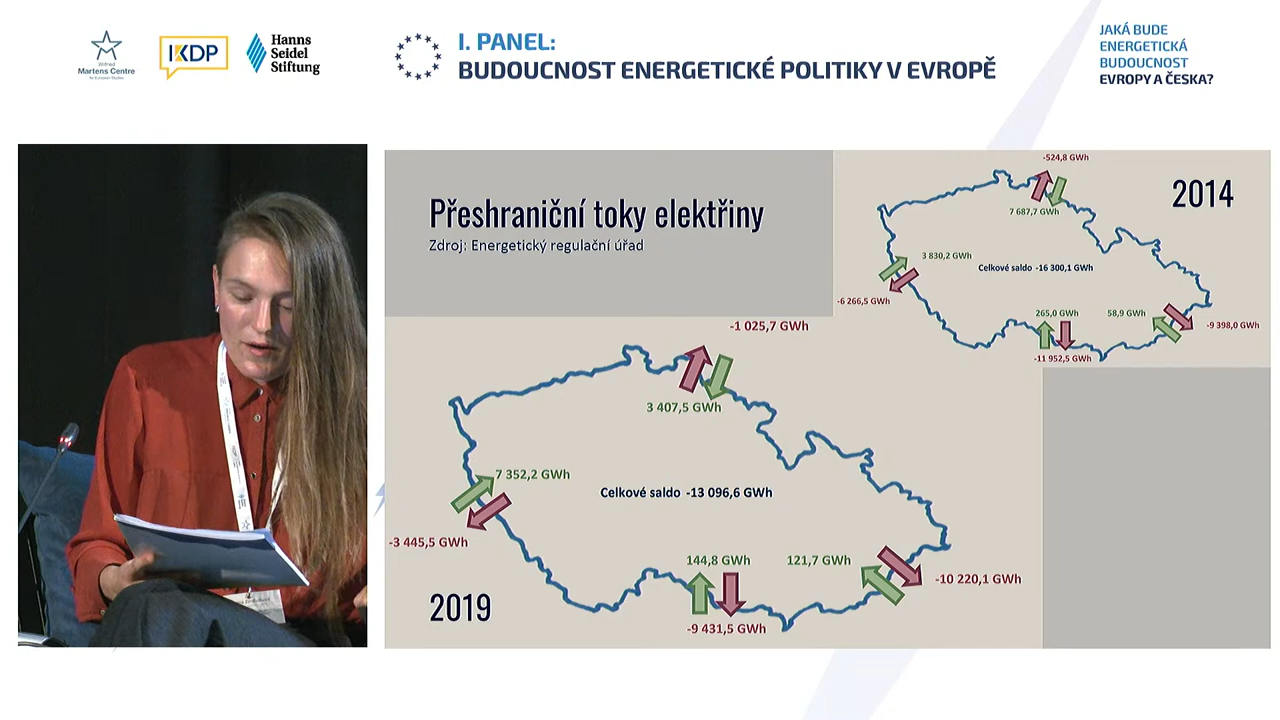 Wilfried
Martens Centre
for European Studies
IKDP
Hanns
Seidel
Stiftung
I. PANEL:
BUDOUCNOST ENERGETICKÉ POLITIKY V EVROPĚ
JAKÁ BUDE
ENERGETICKÁ
BUDOUCNOST
EVROPY A ČESKA?
Přeshraniční toky elektřiny
Zdroj: Energetický regulační úřad
2014
-524,8 GWh
7 687,7 GWh
3 830,2 GWh
Celkové saldo -16 300,1 GWh
-6 266,5 GWh
265,0 GWh
58,9 GWh
-9 398,0 GWh
-11 952,5 GWh
-1 025,7 GWh
3 407,5 GWh
7 352,2 GWh
Celkové saldo -13 096,6 GWh
-3 445,5 GWh
144,8 GWh
121,7 GWh
-10 220,1 GWh
2019
-9 431,5 GWh